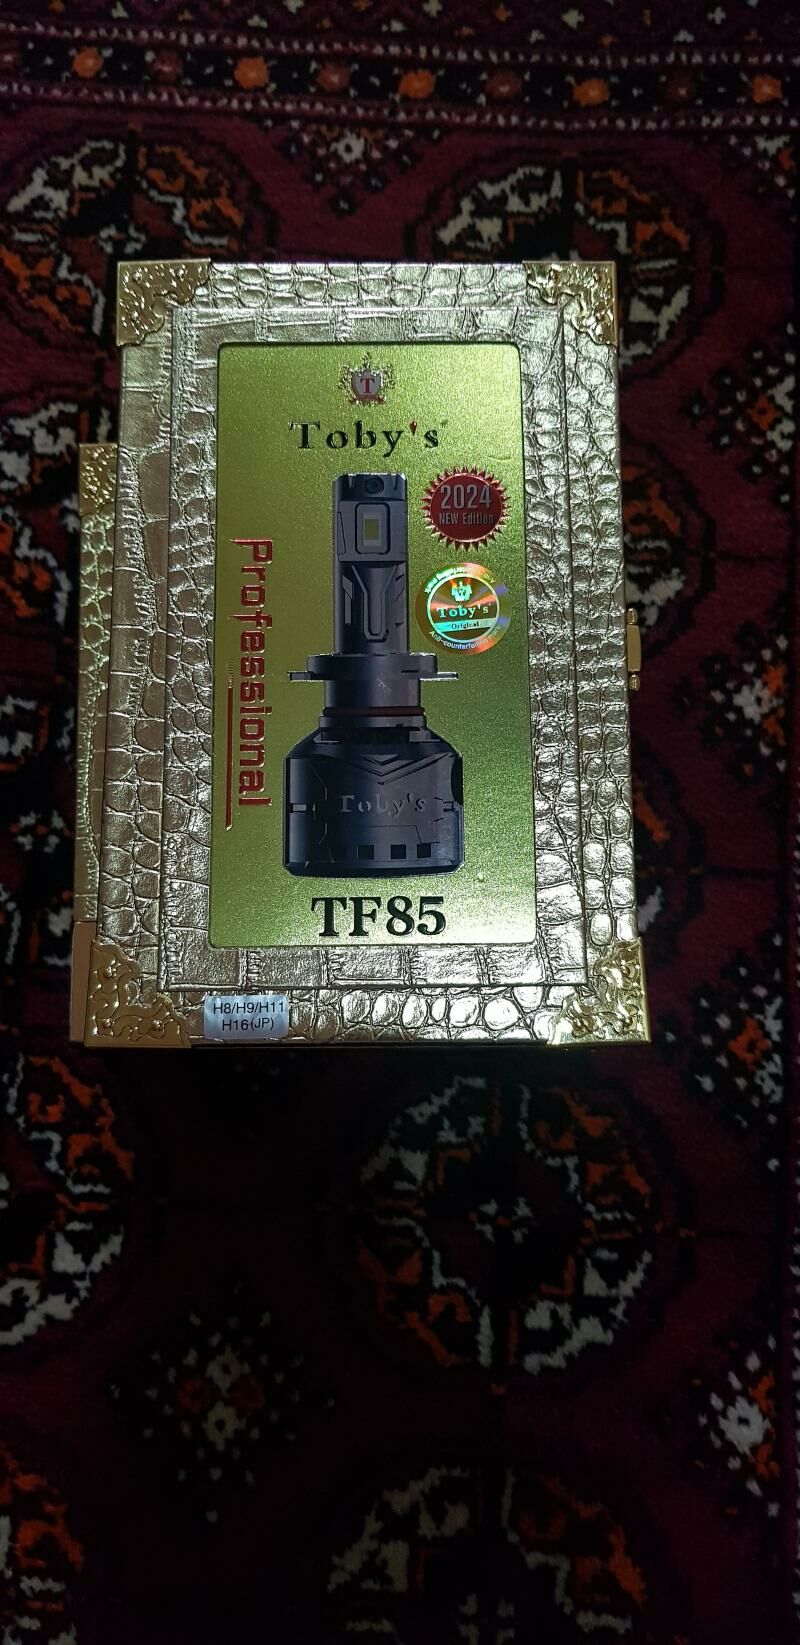 T
Toby's
2024
NEW Edition
Toby's
Original
Professional
Toby's
TF85
H8/H9/H11
H16(JP)